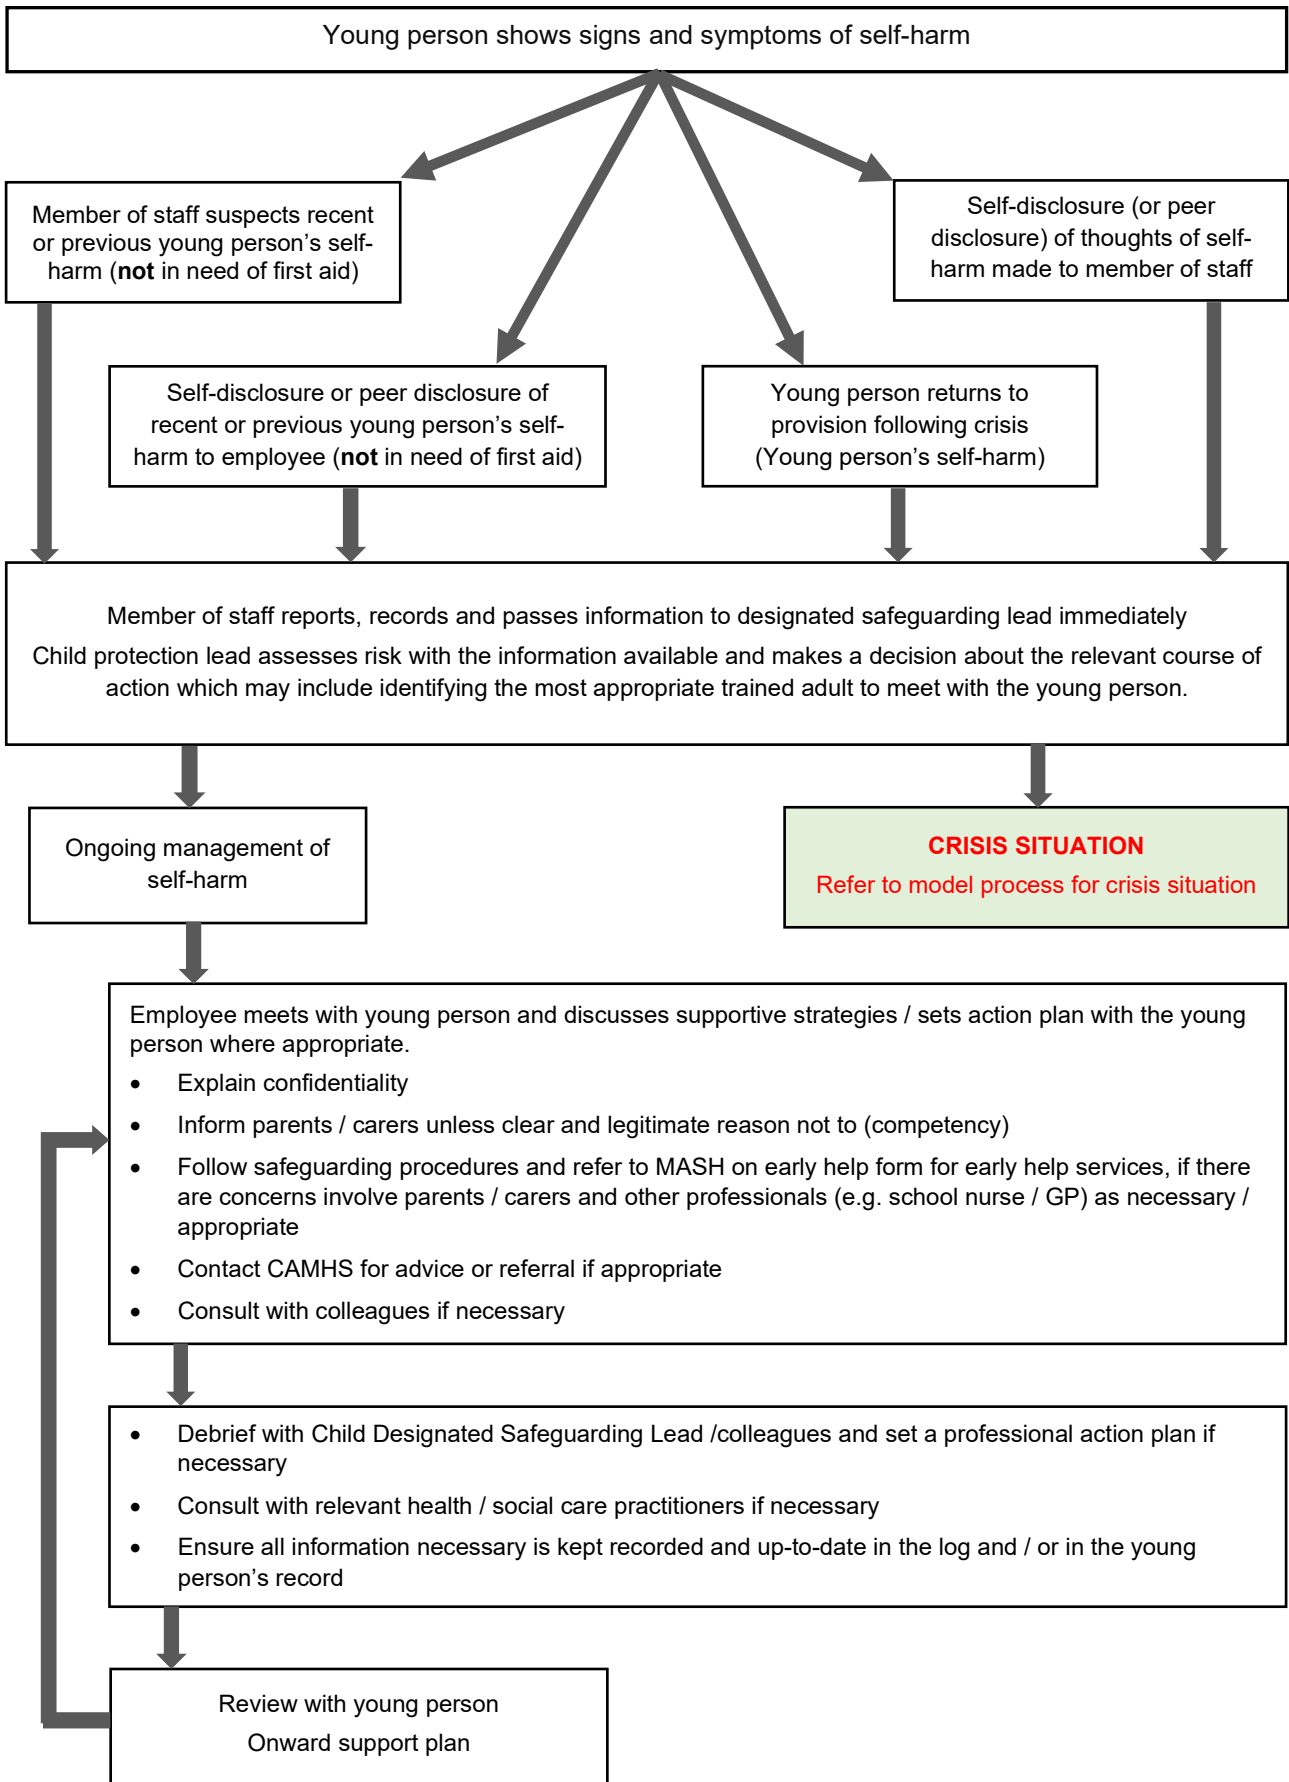 Young person shows signs and symptoms of self-harm
Member of staff suspects recent
or previous young person’s self-
harm (not in need of first aid)
Self-disclosure (or peer
disclosure) of thoughts of self-
harm made to member of staff
Self-disclosure or peer disclosure of
recent or previous young person’s self-
harm to employee (not in need of first aid)
Young person returns to
provision following crisis
(Young person’s self-harm)
Member of staff reports, records and passes information to designated safeguarding lead immediately
Child protection lead assesses risk with the information available and makes a decision about the relevant course of
action which may include identifying the most appropriate trained adult to meet with the young person.
Ongoing management of
self-harm
CRISIS SITUATION
Refer to model process for crisis situation
Employee meets with young person and discusses supportive strategies / sets action plan with the young
person where appropriate.
• Explain confidentiality
• Inform parents / carers unless clear and legitimate reason not to (competency)
• Follow safeguarding procedures and refer to MASH on early help form for early help services, if there
are concerns involve parents / carers and other professionals (e.g. school nurse / GP) as necessary /
appropriate
• Contact CAMHS for advice or referral if appropriate
• Consult with colleagues if necessary
• Debrief with Child Designated Safeguarding Lead /colleagues and set a professional action plan if
necessary
• Consult with relevant health / social care practitioners if necessary
• Ensure all information necessary is kept recorded and up-to-date in the log and / or in the young
person’s record
Review with young person
Onward support plan